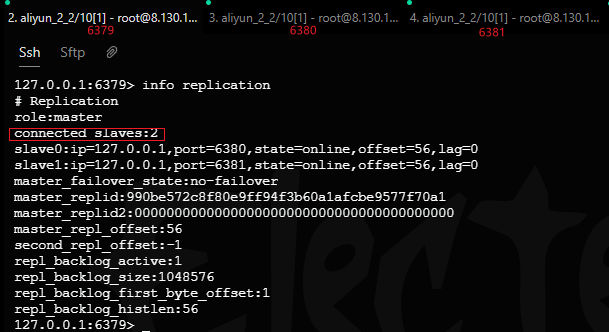 2. aliyun_2_2/10[1] - root@8.130.1...
3. aliyun_2_2/10[1] - root@8.130.1...
4. aliyun_2_2/10[1] - root@8.130.1...
6379
6380
6381
Ssh
Sftp
127.0.0.1:6379> info replication
# Replication
role:master
connected_slaves:2
slave0:ip=127.0.0.1,port=6380,state=online,offset=56,lag=0
slave1:ip=127.0.0.1,port=6381,state=online,offset=56,lag=0
master_failover_state:no-failover
master_replid:990be572c8f80e9ff94f3b60a1afcbe9577f70a1
master_replid2:0000000000000000000000000000000000000000
master_repl_offset:56
second_repl_offset:-1
repl_backlog_active:1
repl_backlog_size:1048576
repl_backlog_first_byte_offset:1
repl_backlog_histlen:56
127.0.0.1:6379> _